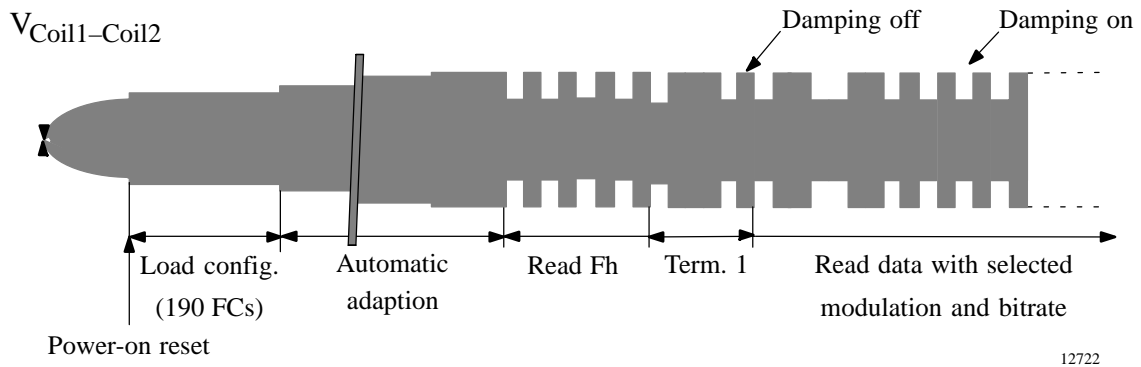 V Coil1–Coil2
Damping off
Damping on
Load config.
(190 FCs)
Automatic
adaption
Read Fh
Term. 1
Read data with selected
modulation and bitrate
Power-on reset
12722